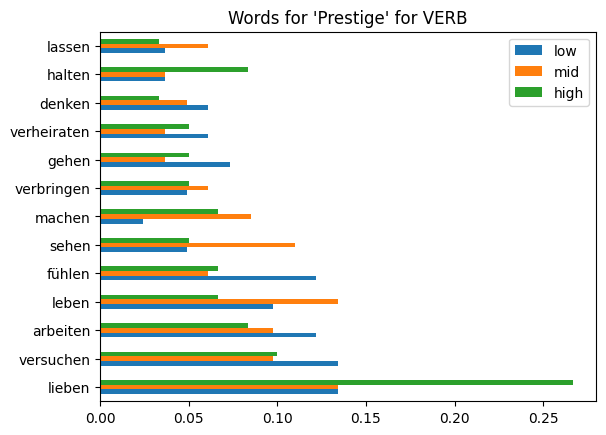 Words for 'Prestige' for VERB
low
mid
high
lassen
halten
denken
verheiraten
gehen
verbringen
machen
sehen
fühlen
leben
arbeiten
versuchen
lieben
0.00 0.05 0.10 0.15 0.20 0.25